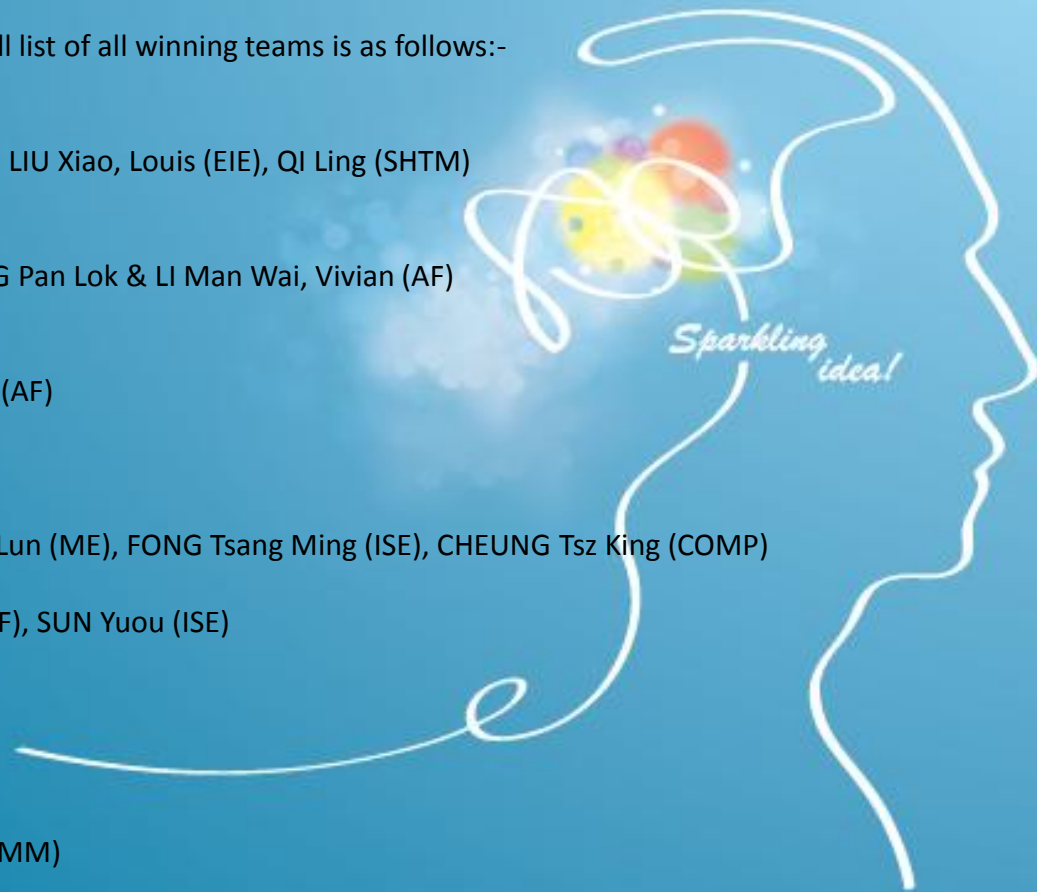 ll list of all winning teams is as follows:-
LIU Xiao, Louis (EIE), QI Ling (SHTM)
G Pan Lok & LI Man Wai, Vivian (AF)
Sparkling
idea!
(AF)
Lun (ME), FONG Tsang Ming (ISE), CHEUNG Tsz King (COMP)
F), SUN Yuou (ISE)
MM)